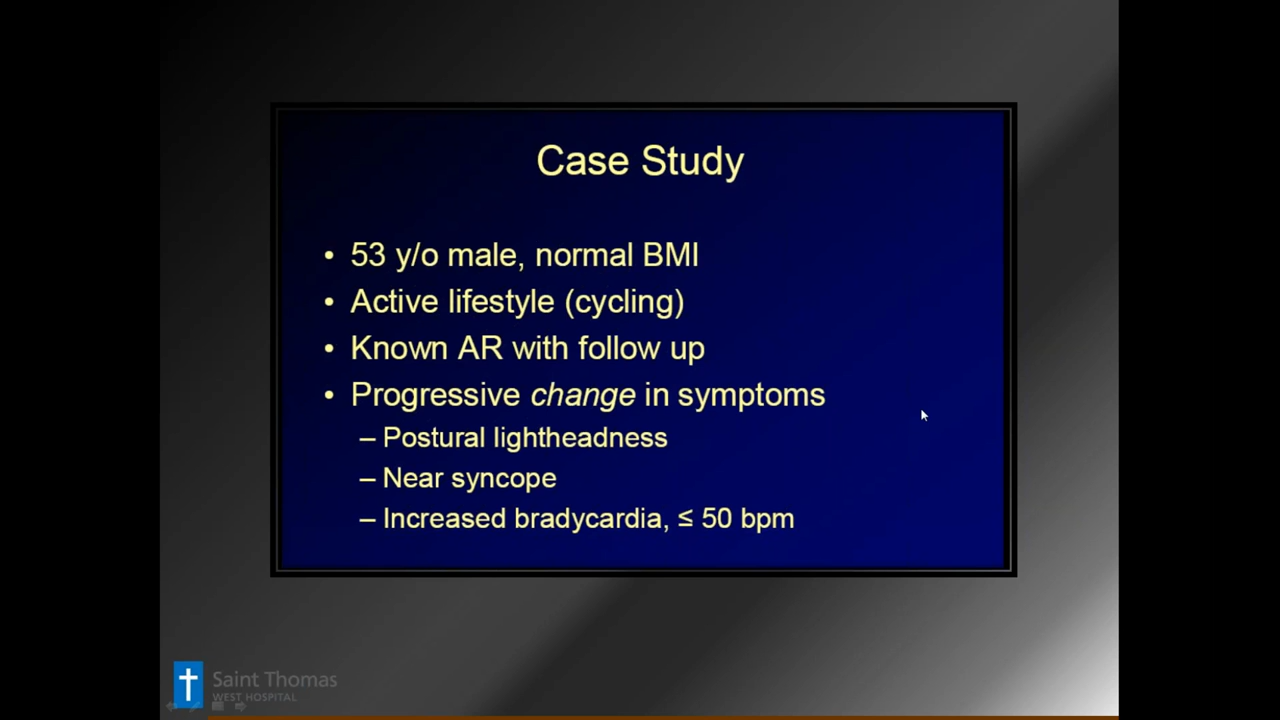 Case Study
• 53 y/o male, normal BMI
• Active lifestyle (cycling)
• Known AR with follow up
• Progressive change in symptoms
– Postural lightheadness
– Near syncope
– Increased bradycardia, ≤ 50 bpm
Saint Thomas
WEST HOSPITAL